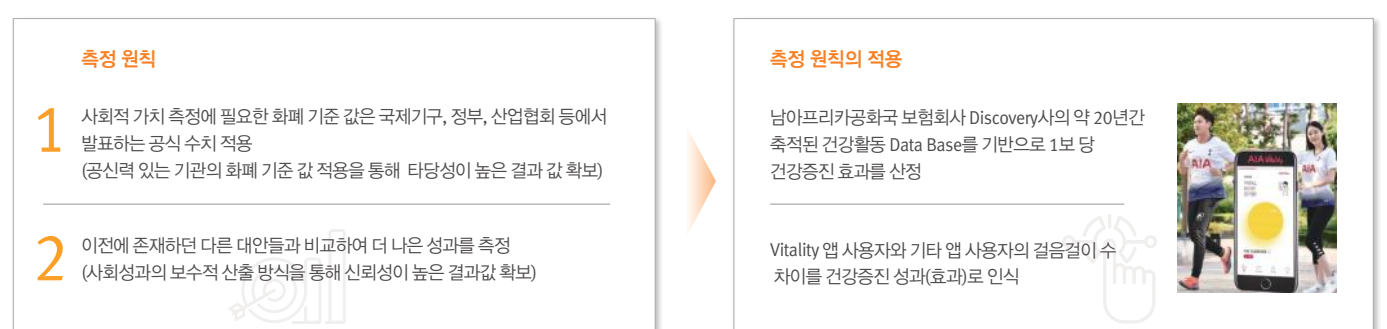 측정 원칙
1
사회적 가치 측정에 필요한 화폐 기준 값은 국제기구, 정부, 산업협회 등에서
발표하는 공식 수치 적용
(공신력 있는 기관의 화폐 기준 값 적용을 통해 타당성이 높은 결과 값 확보)
2
이전에 존재하던 다른 대안들과 비교하여 더 나은 성과를 측정
(사회성과의 보수적 산출 방식을 통해 신뢰성이 높은 결과값 확보)
측정 원칙의 적용
남아프리카공화국 보험회사 Discovery사의 약 20년간
축적된 건강활동 Data Base를 기반으로 1보 당
건강증진 효과를 산정
Vitality 앱 사용자와 기타 앱 사용자의 걸음걸이 수
차이를 건강증진 성과(효과)로 인식
AIA
AIA Vitality
AIA